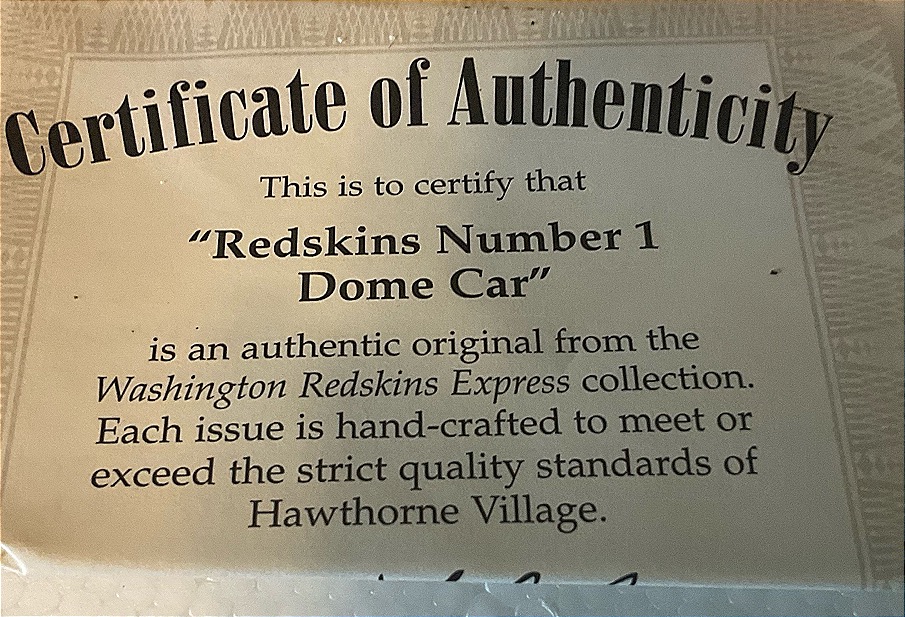 Certificate of Authenticity
This is to certify that
"Redskins Number 1
Dome Car"
is an authentic original from the
Washington Redskins Express collection.
Each issue is hand-crafted to meet or
exceed the strict quality standards of
Hawthorne Village.